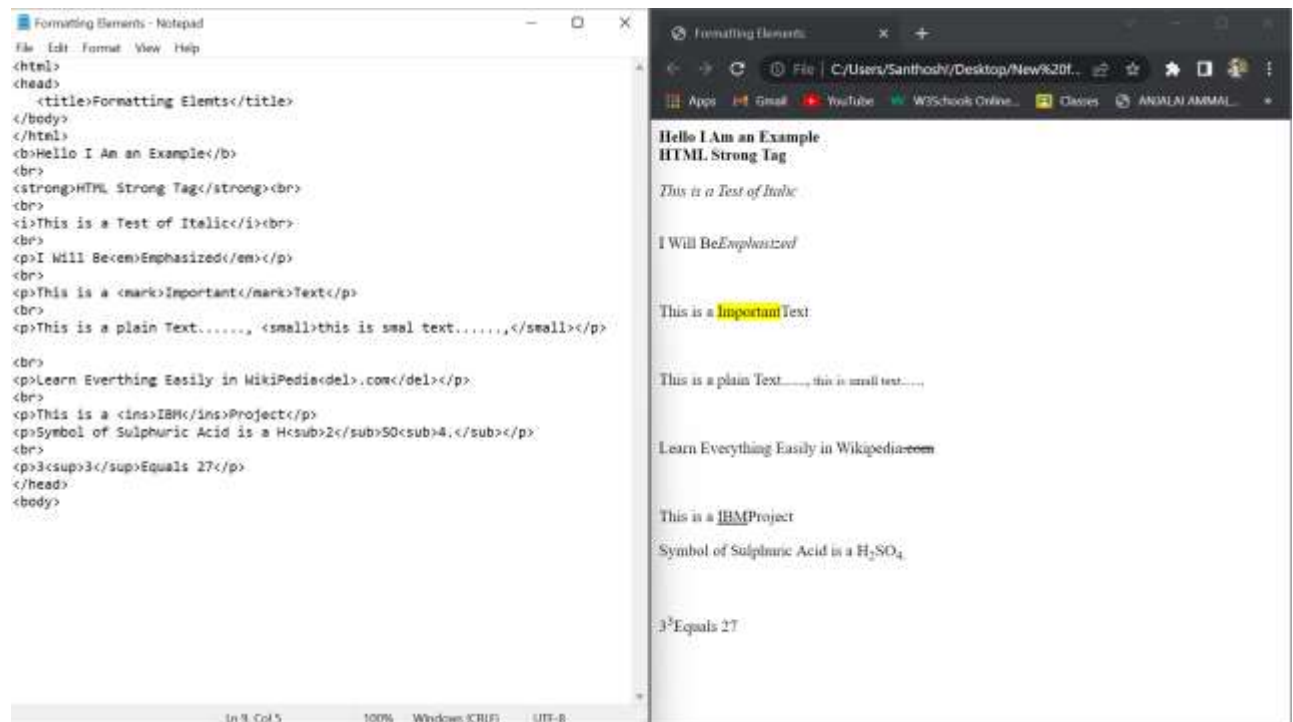 Formatting Elements - Notepad
File Edit Format View Help
<html>
<head>
<title>Formatting Elemts</title>
</body>
</html>
<b>Hello I Am an Example</b>
<br>
<strong>HTML Strong Tag</strong><br>
<br>
<i>This is a Test of Italic</i><br>
<br>
<p>I Will Be<em>Emphasized</em></p>
<br>
<p>This is a <mark>Important</mark>Text</p>
<br>
<p>This is a plain Text......, <small>this is smal text......,</small></p>
<br>
<p>Learn Everthing Easily in WikiPedia<del>.com</del></p>
<br>
<p>This is a <ins>IBM</ins>Project</p>
<p>Symbol of Sulphuric Acid is a H<sub>2</sub>SO<sub>4.</sub></p>
<br>
<p>3<sup>3</sup>Equals 27</p>
</head>
<body>
Ln 9, Col 5 100% Windows (CRLF) UTF-8
Formatting Elements
File C:/Users/Santhosh!/Desktop/New%20f...
Apps Gmail YouTube W3Schools Online... Classes ANJALAI AMMAL...
Hello I Am an Example
HTML Strong Tag
This is a Test of Italic
I Will BeEmphasized
This is a ImportantText
This is a plain Text......, this is small text......,
Learn Everything Easily in Wikipedia.com
This is a IBMProject
Symbol of Sulphuric Acid is a H₂SO₄.
3³Equals 27